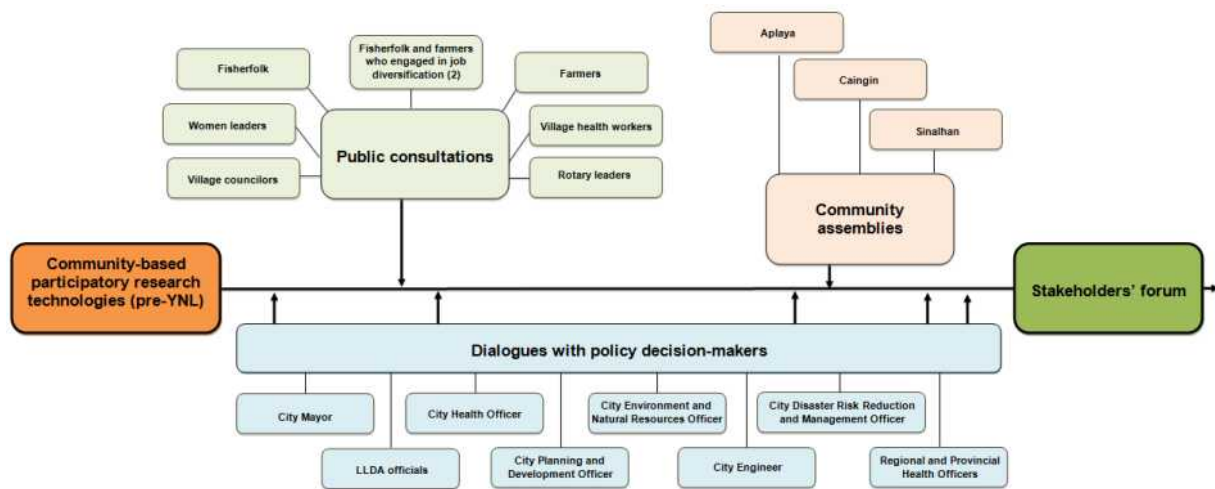 Aplaya
Fisherfolk and farmers
who engaged in job
diversification (2)
Fisherfolk
Farmers
Caingin
Women leaders
Village health workers
Sinalhan
Public consultations
Village councilors
Rotary leaders
Community
assemblies
Community-based
participatory research
technologies (pre-YNL)
Stakeholders' forum
Dialogues with policy decision-makers
City Mayor
City Health Officer
City Environment and
Natural Resources Officer
City Disaster Risk Reduction
and Management Officer
LLDA officials
City Planning and
Development Officer
City Engineer
Regional and Provincial
Health Officers